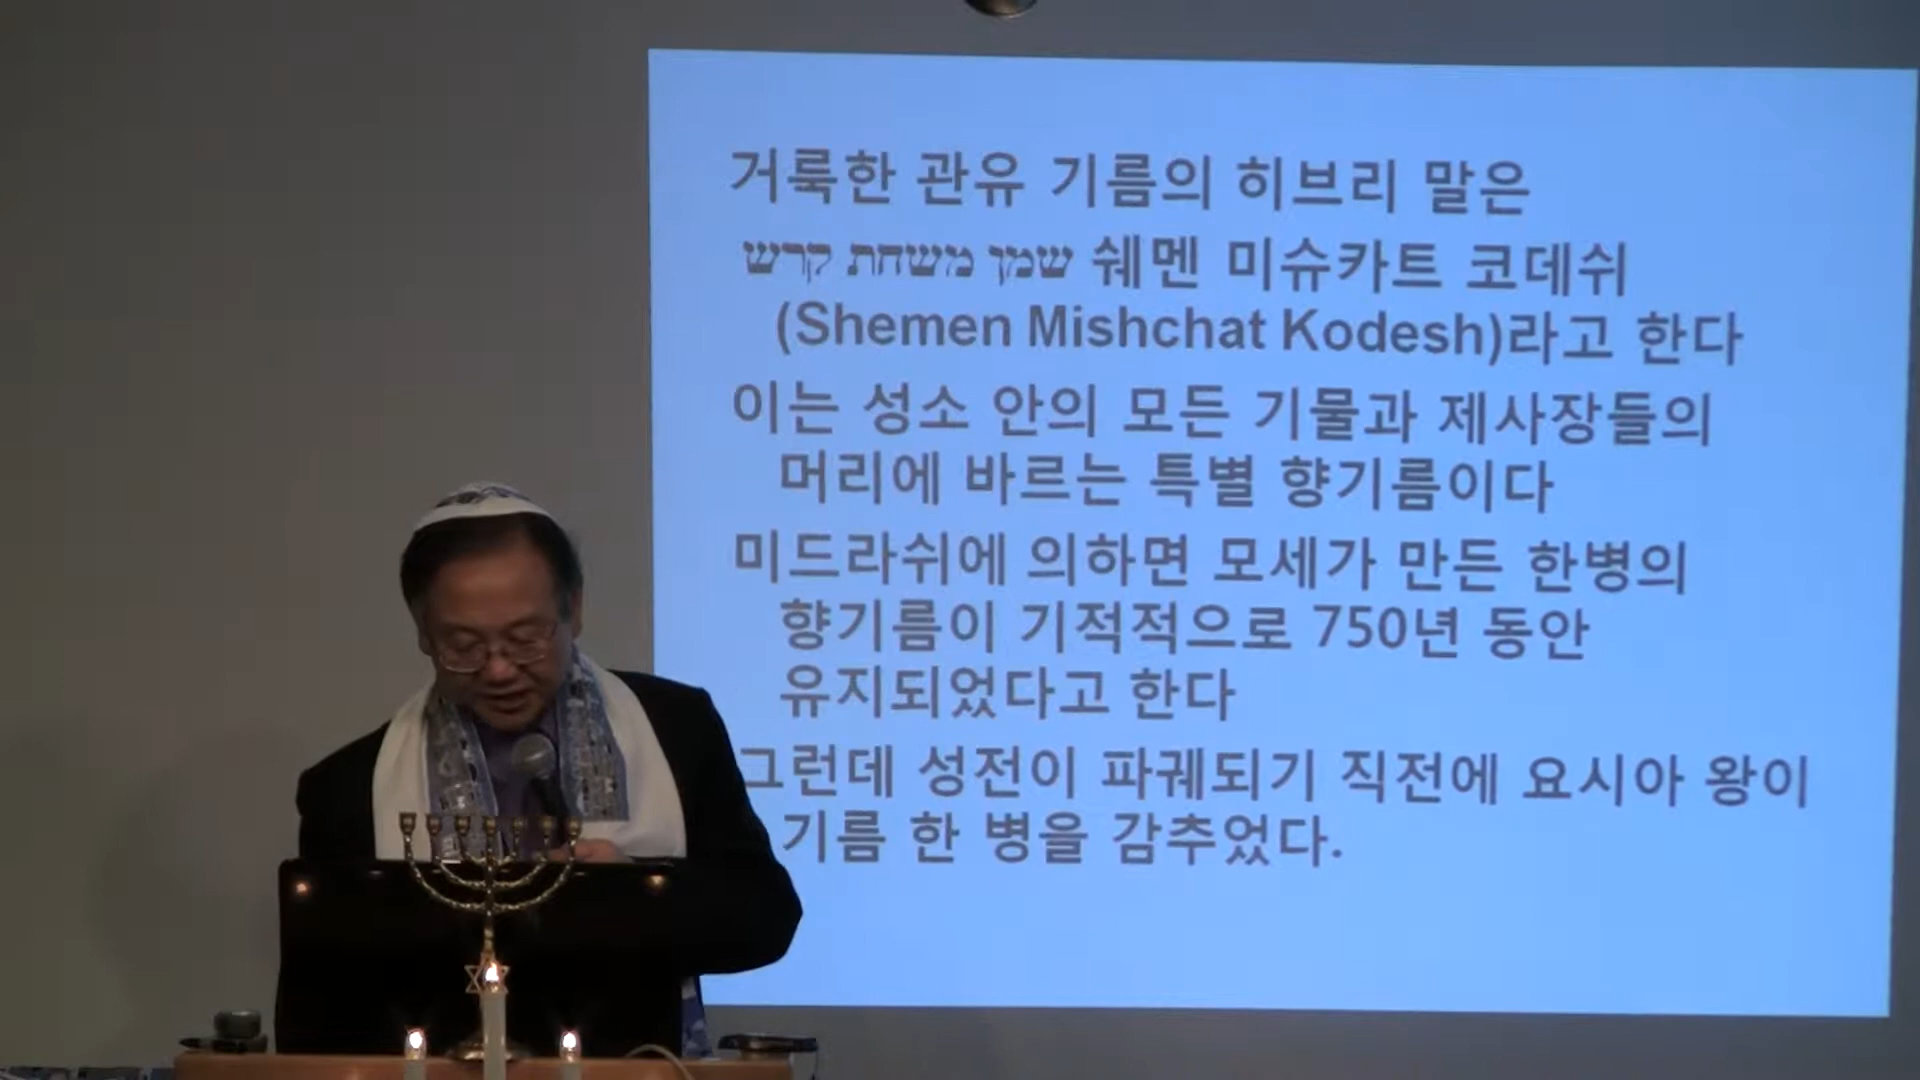 거룩한 관유 기름의 히브리 말은
שמן משחת קרש 쉐멘 미슈카트 코데쉬
(Shemen Mishchat Kodesh)라고 한다
이는 성소 안의 모든 기물과 제사장들의
머리에 바르는 특별 향기름이다
미드라쉬에 의하면 모세가 만든 한병의
향기름이 기적적으로 750년 동안
유지되었다고 한다
그런데 성전이 파궤되기 직전에 요시아 왕이
기름 한 병을 감추었다.